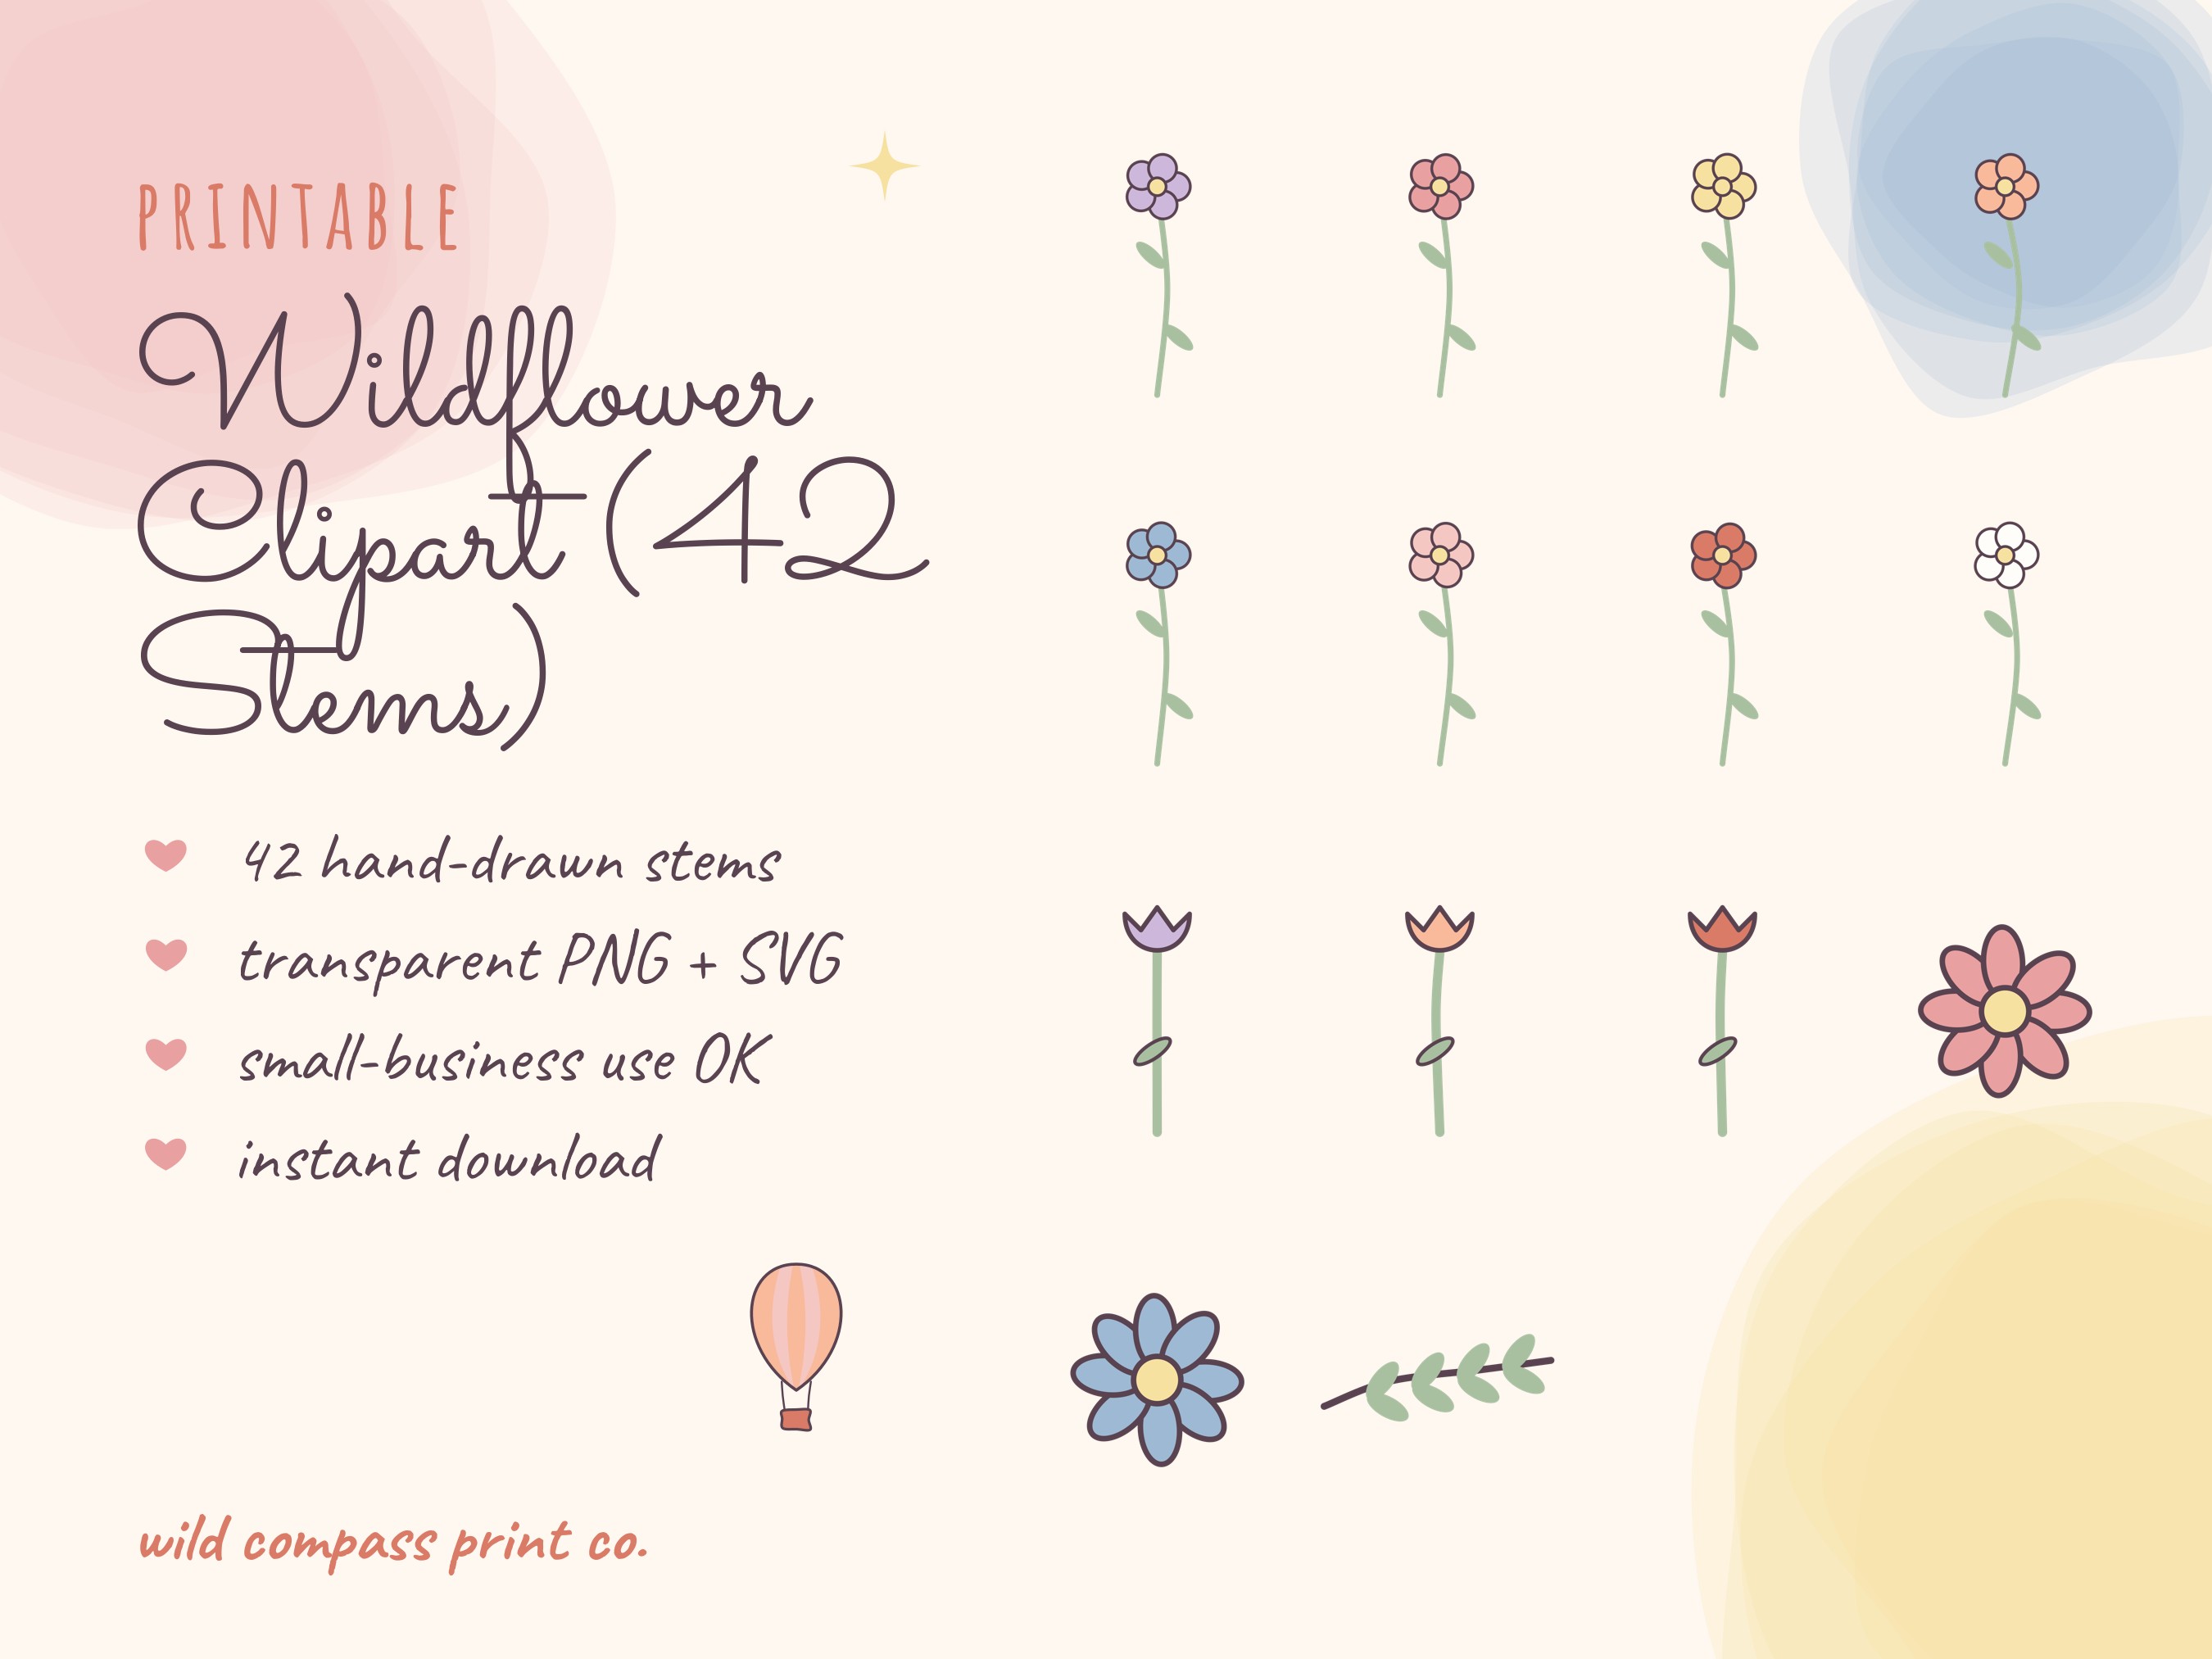 PRINTABLE
Wildflower
Clipart (42
Stems)
42 hand-drawn stems
transparent PNG + SVG
small-business use OK
instant download
wild compass print co.